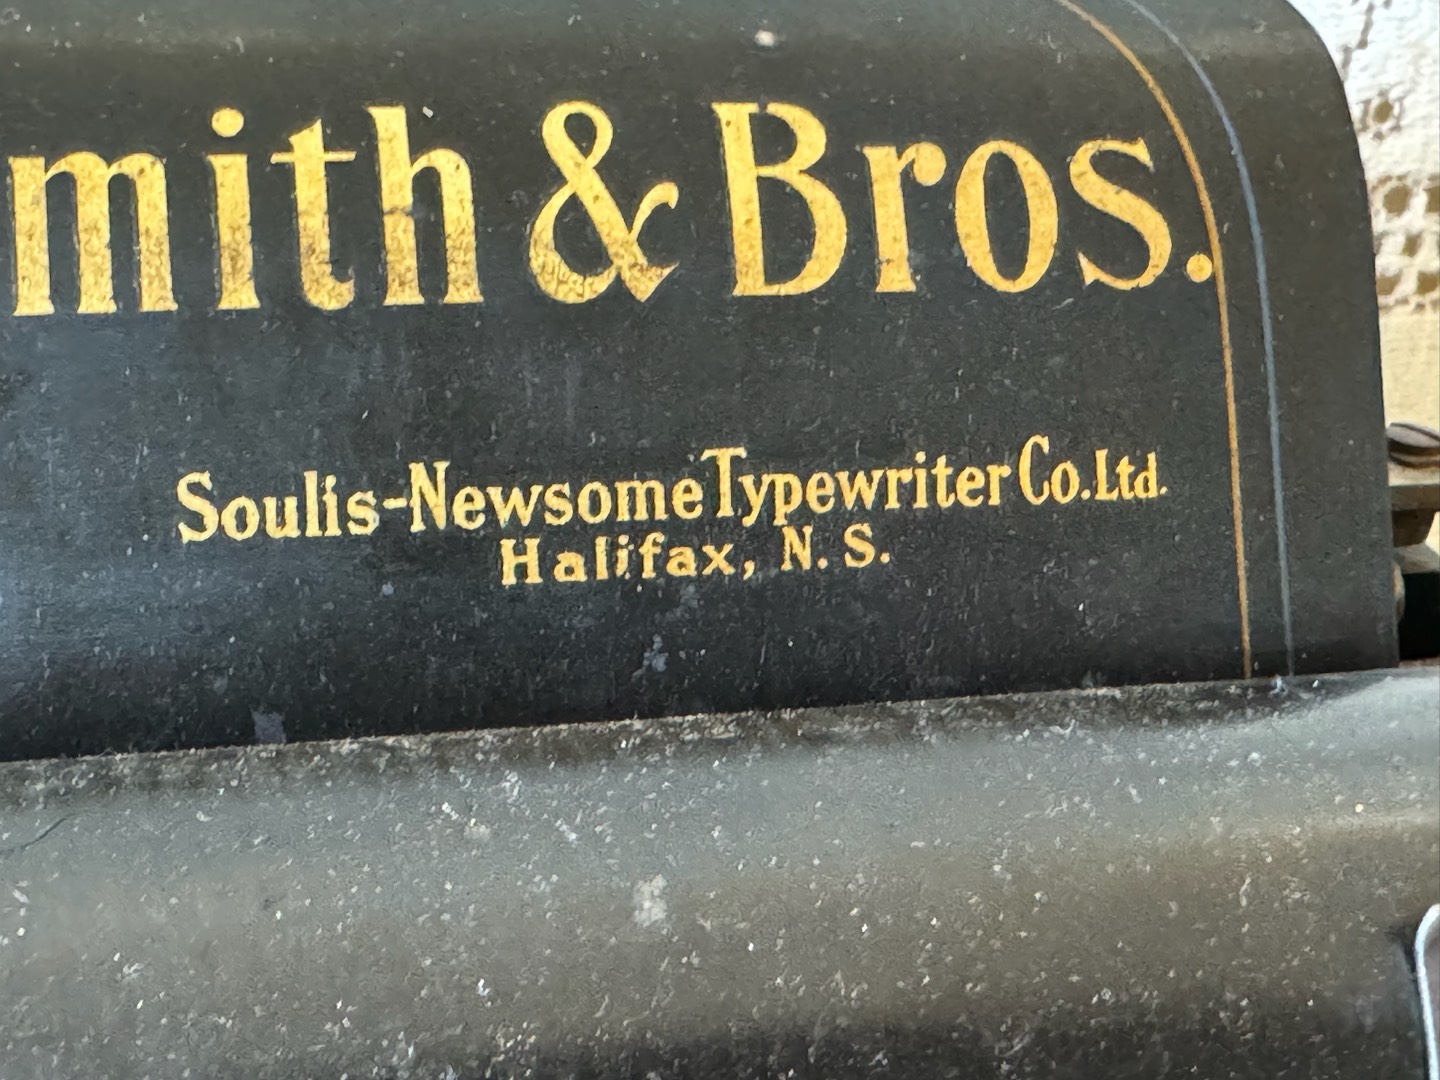 mith & Bros.
Soulis-Newsome Typewriter Co. Ltd.
Halifax, N. S.